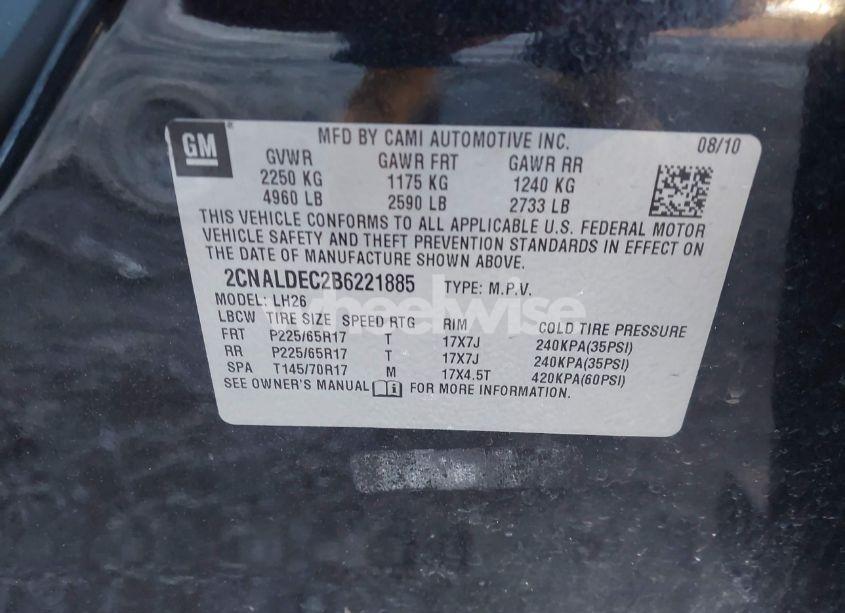 GM
MFD BY CAMI AUTOMOTIVE INC. 08/10
GVWR GAWR FRT GAWR RR
2250 KG 1175 KG 1240 KG
4960 LB 2590 LB 2733 LB
THIS VEHICLE CONFORMS TO ALL APPLICABLE U.S. FEDERAL MOTOR
VEHICLE SAFETY AND THEFT PREVENTION STANDARDS IN EFFECT ON
THE DATE OF MANUFACTURE SHOWN ABOVE.
2CNALDEC2B6221885 TYPE: M.P.V.
MODEL: LH26
LBCW TIRE SIZE SPEED RTG RIM COLD TIRE PRESSURE
FRT P225/65R17 T 17X7J 240KPA(35PSI)
RR P225/65R17 T 17X7J 240KPA(35PSI)
SPA T145/70R17 M 17X4.5T 420KPA(60PSI)
SEE OWNER'S MANUAL FOR MORE INFORMATION.
wheelwise